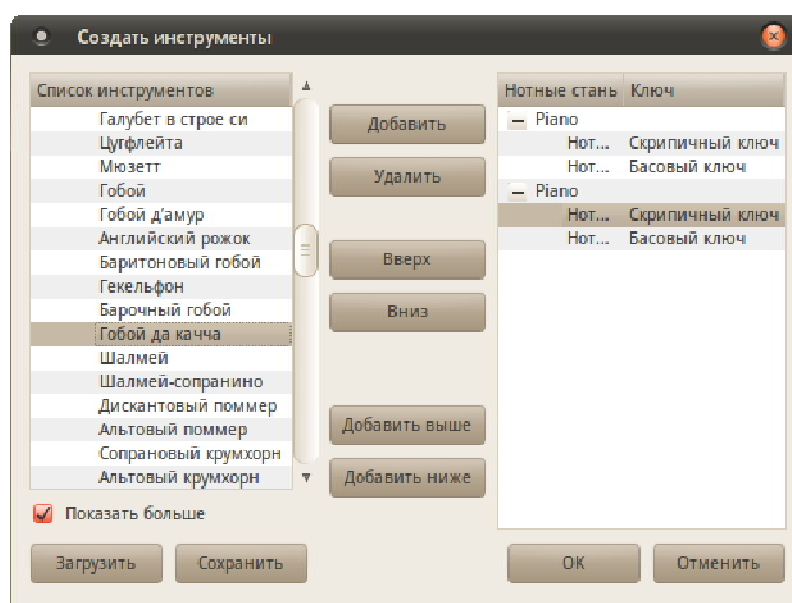 Создать инструменты
Список инструментов
Галубет в строе си
Цугфлейта
Мюзетт
Гобой
Гобой д'амур
Английский рожок
Баритоновый гобой
Гекельфон
Барочный гобой
Гобой да качча
Шалмей
Шалмей-сопранино
Дискантовый поммер
Альтовый поммер
Сопрановый крумхорн
Альтовый крумхорн
Показать больше
Загрузить
Сохранить
Добавить
Удалить
Вверх
Вниз
Добавить выше
Добавить ниже
Нотные стань Ключ
Piano
Нот... Скрипичный ключ
Нот... Басовый ключ
Piano
Нот... Скрипичный ключ
Нот... Басовый ключ
OK
Отменить